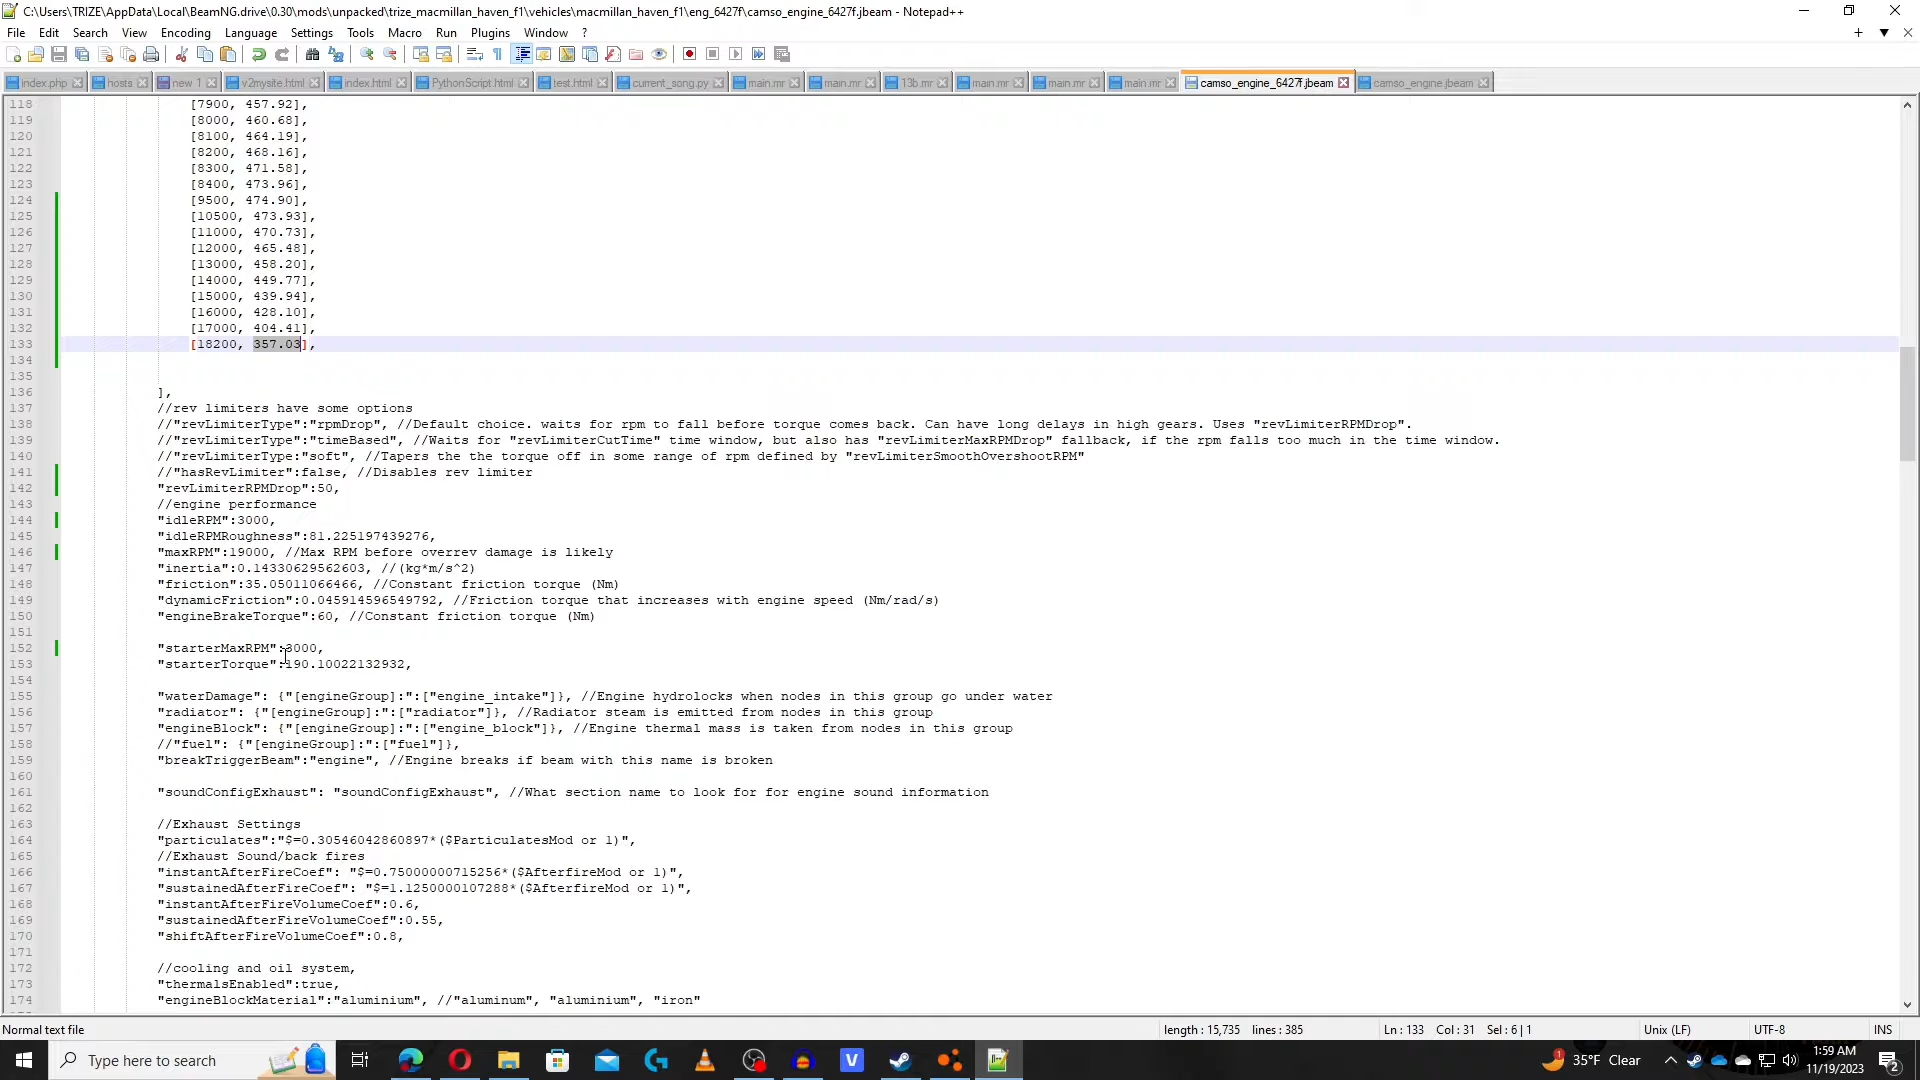 C:\Users\TRIZE\AppData\Local\BeamNG.drive\0.30\mods\unpacked\trize_macmillan_haven_f1\vehicles\macmillan_haven_f1\eng_6427f\camso_engine_6427f.jbeam - Notepad++
File Edit Search View Encoding Language Settings Tools Macro Run Plugins Window ?
index.php hosts new 1 v2mysite.html index.html PythonScript.html test.html current_song.py main.mr main.mr 13b.mr main.mr main.mr main.mr camso_engine_6427f.jbeam camso_engine.jbeam
118 [7900, 457.92],
119 [8000, 460.68],
120 [8100, 464.19],
121 [8200, 468.16],
122 [8300, 471.58],
123 [8400, 473.96],
124 [9500, 474.90],
125 [10500, 473.93],
126 [11000, 470.73],
127 [12000, 465.48],
128 [13000, 458.20],
129 [14000, 449.77],
130 [15000, 439.94],
131 [16000, 428.10],
132 [17000, 404.41],
133 [18200, 357.03],
134
135
136 ],
137 //rev limiters have some options
138 //"revLimiterType":"rpmDrop", //Default choice. waits for rpm to fall before torque comes back. Can have long delays in high gears. Uses "revLimiterRPMDrop".
139 //"revLimiterType":"timeBased", //Waits for "revLimiterCutTime" time window, but also has "revLimiterMaxRPMDrop" fallback, if the rpm falls too much in the time window.
140 //"revLimiterType":"soft", //Tapers the the torque off in some range of rpm defined by "revLimiterSmoothOvershootRPM"
141 //"hasRevLimiter":false, //Disables rev limiter
142 "revLimiterRPMDrop":50,
143 //engine performance
144 "idleRPM":3000,
145 "idleRPMRoughness":81.225197439276,
146 "maxRPM":19000, //Max RPM before overrev damage is likely
147 "inertia":0.14330629562603, //(kg*m/s^2)
148 "friction":35.05011066466, //Constant friction torque (Nm)
149 "dynamicFriction":0.045914596549792, //Friction torque that increases with engine speed (Nm/rad/s)
150 "engineBrakeTorque":60, //Constant friction torque (Nm)
151
152 "starterMaxRPM":3000,
153 "starterTorque":190.10022132932,
154
155 "waterDamage": {"[engineGroup]:":["engine_intake"]}, //Engine hydrolocks when nodes in this group go under water
156 "radiator": {"[engineGroup]:":["radiator"]}, //Radiator steam is emitted from nodes in this group
157 "engineBlock": {"[engineGroup]:":["engine_block"]}, //Engine thermal mass is taken from nodes in this group
158 //"fuel": {"[engineGroup]:":["fuel"]},
159 "breakTriggerBeam":"engine", //Engine breaks if beam with this name is broken
160
161 "soundConfigExhaust": "soundConfigExhaust", //What section name to look for for engine sound information
162
163 //Exhaust Settings
164 "particulates":"$=0.30546042860897*($ParticulatesMod or 1)",
165 //Exhaust Sound/back fires
166 "instantAfterFireCoef": "$=0.75000000715256*($AfterfireMod or 1)",
167 "sustainedAfterFireCoef": "$=1.1250000107288*($AfterfireMod or 1)",
168 "instantAfterFireVolumeCoef":0.6,
169 "sustainedAfterFireVolumeCoef":0.55,
170 "shiftAfterFireVolumeCoef":0.8,
171
172 //cooling and oil system,
173 "thermalsEnabled":true,
174 "engineBlockMaterial":"aluminium", //"aluminum", "aluminium", "iron"
Normal text file length : 15,735 lines : 385 Ln : 133 Col : 31 Sel : 6 | 1 Unix (LF) UTF-8 INS
Type here to search 35°F Clear 1:59 AM
11/19/2023